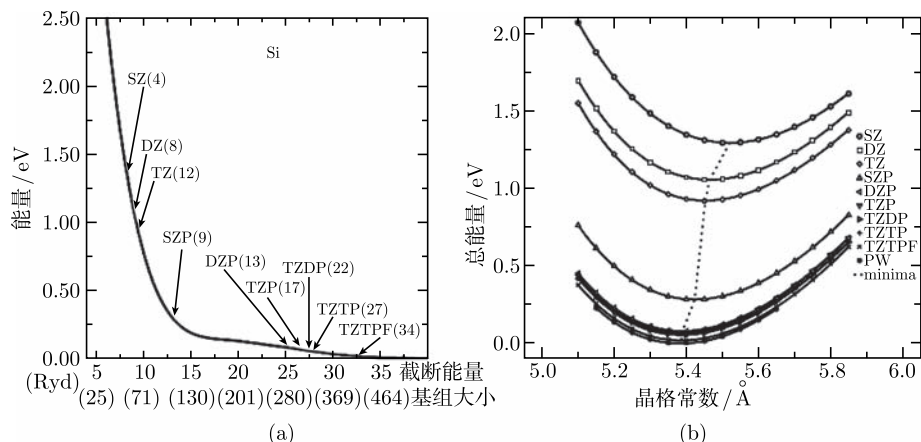 2.50
2.00
1.50
1.00
0.50
0.00
能量/eV
Si
SZ(4)
DZ(8)
TZ(12)
SZP(9)
DZP(13)
TZP(17)
TZDP(22)
TZTP(27)
TZTPF(34)
5 10 15 20 25 30 35 截断能量
(Ryd)
(25) (71) (130) (201) (280) (369) (464) 基组大小
(a)
2.0
1.5
1.0
0.5
0.0
总能量/eV
SZ
DZ
TZ
SZP
DZP
TZP
TZDP
TZTP
TZTPF
PW
minima
5.0 5.2 5.4 5.6 5.8 6.0
晶格常数/Å
(b)